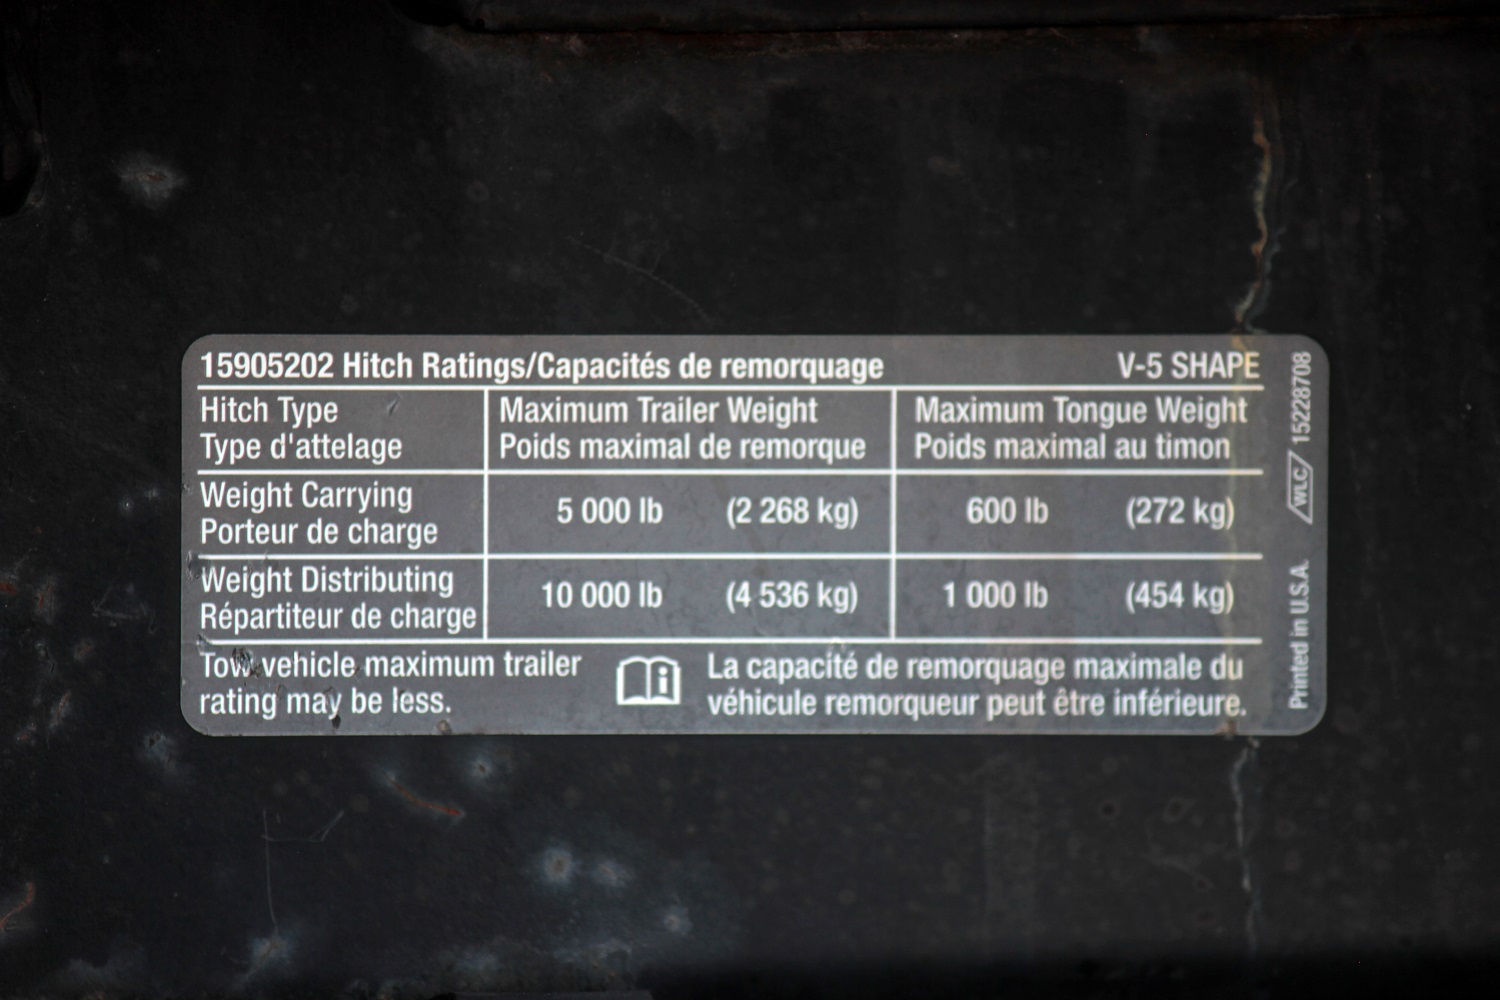 15905202 Hitch Ratings/Capacités de remorquage V-5 SHAPE
Hitch Type Maximum Trailer Weight Maximum Tongue Weight
Type d'attelage Poids maximal de remorque Poids maximal au timon
Weight Carrying
Porteur de charge
5 000 lb (2 268 kg) 600 lb (272 kg)
Weight Distributing
Répartiteur de charge
10 000 lb (4 536 kg) 1 000 lb (454 kg)
Tow vehicle maximum trailer
rating may be less.
La capacité de remorquage maximale du
véhicule remorqueur peut être inférieure.
Printed in U.S.A. WLC 15228708